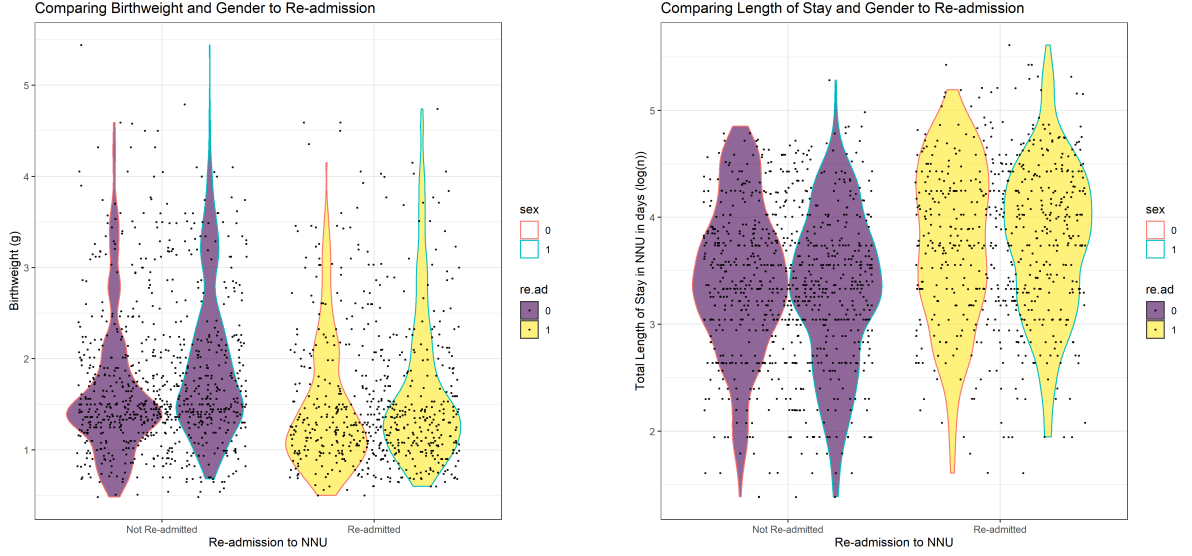 Comparing Birthweight and Gender to Re-admission
Birthweight (g)
5
4
3
2
1
Not Re-admitted
Re-admitted
Re-admission to NNU
sex
0
1
re.ad
0
1
Comparing Length of Stay and Gender to Re-admission
Total Length of Stay in NNU in days (log(n))
5
4
3
2
Not Re-admitted
Re-admitted
Re-admission to NNU
sex
0
1
re.ad
0
1